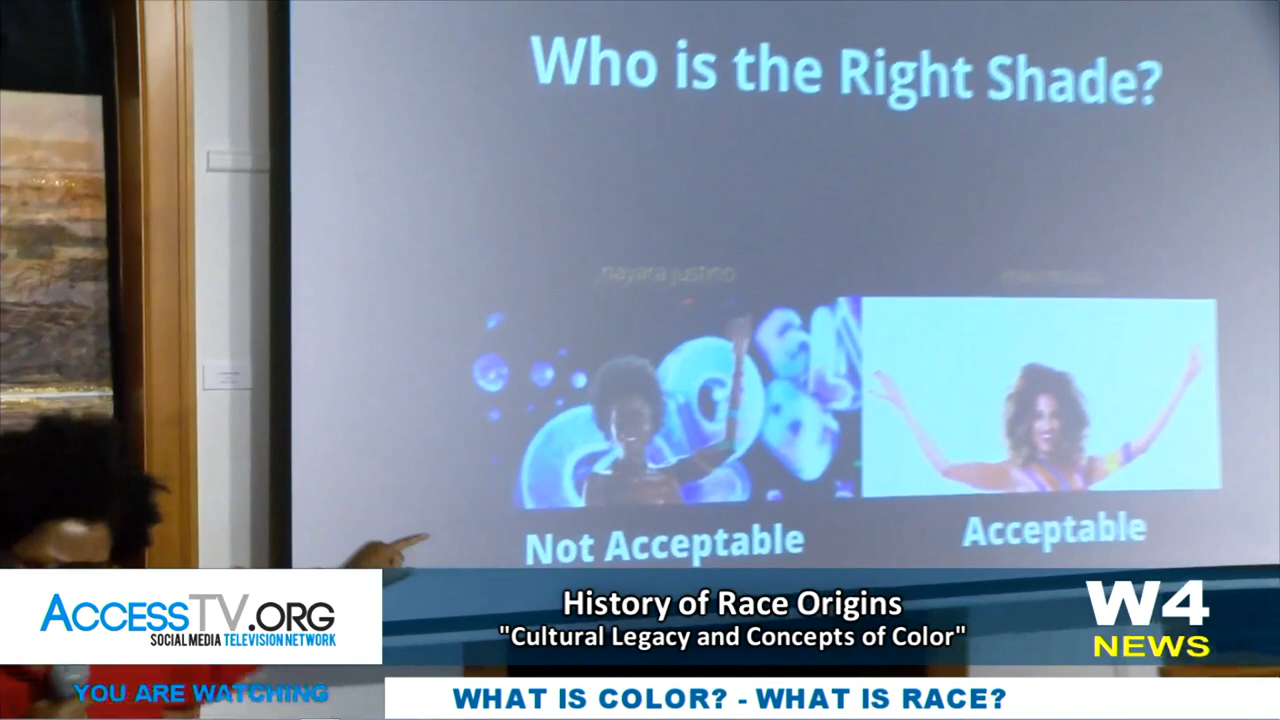 Who is the Right Shade?
nayara justino
Not Acceptable
Acceptable
ACCESSTV.ORG
SOCIAL MEDIA TELEVISION NETWORK
History of Race Origins
"Cultural Legacy and Concepts of Color"
W4
NEWS
YOU ARE WATCHING
WHAT IS COLOR? - WHAT IS RACE?